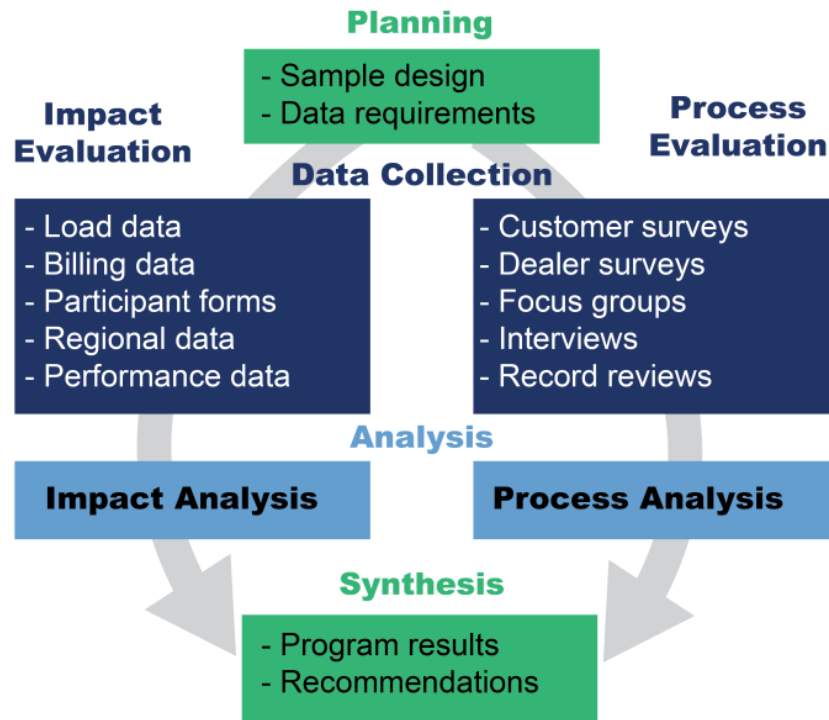 Planning
- Sample design
- Data requirements
Impact
Evaluation
Process
Evaluation
Data Collection
- Load data
- Billing data
- Participant forms
- Regional data
- Performance data
- Customer surveys
- Dealer surveys
- Focus groups
- Interviews
- Record reviews
Analysis
Impact Analysis
Process Analysis
Synthesis
- Program results
- Recommendations